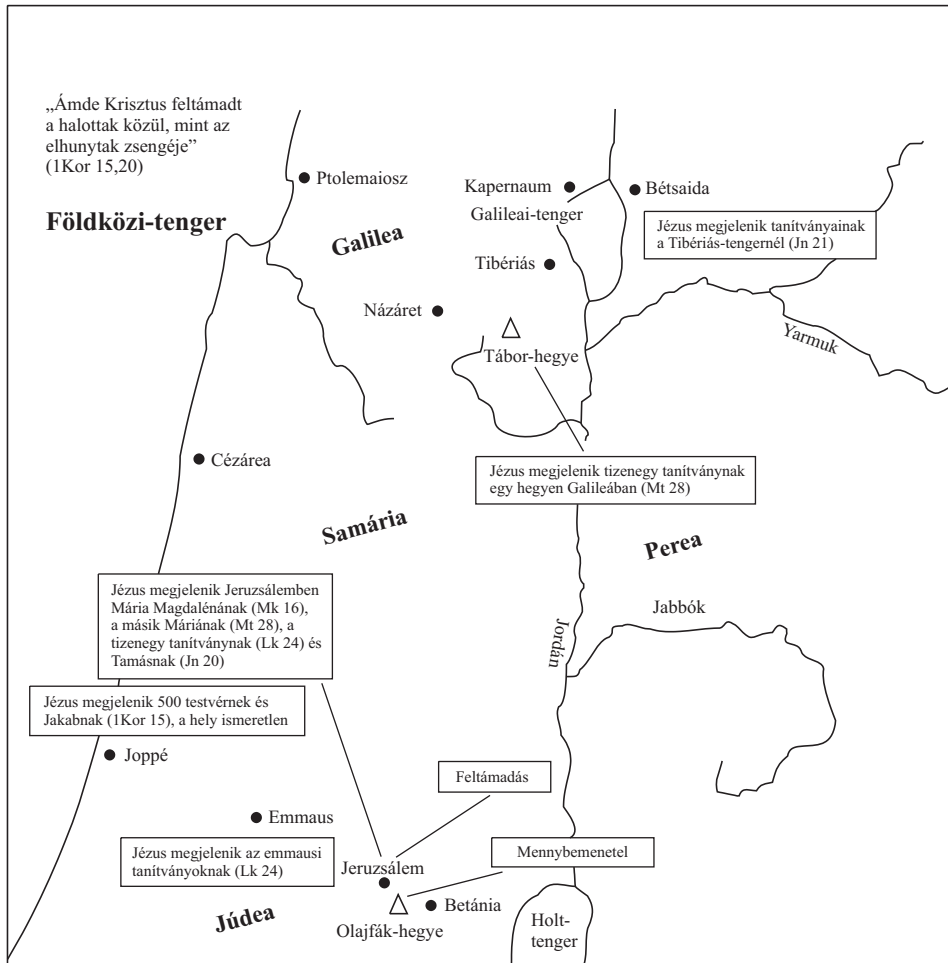 „Ámde Krisztus feltámadt
a halottak közül, mint az
elhunytak zsengéje”
(1Kor 15,20)
Ptolemaiosz
Kapernaum
Bétsaida
Földközi-tenger
Galileai-tenger
Galilea
Jézus megjelenik tanítványainak
a Tibériás-tengernél (Jn 21)
Tibériás
Názáret
Yarmuk
Tábor-hegye
Cézárea
Jézus megjelenik tizenegy tanítványnak
egy hegyen Galileában (Mt 28)
Samária
Perea
Jézus megjelenik Jeruzsálemben
Mária Magdalénának (Mk 16),
a másik Máriának (Mt 28), a
tizenegy tanítványnak (Lk 24) és
Tamásnak (Jn 20)
Jabbók
Jordán
Jézus megjelenik 500 testvérnek és
Jakabnak (1Kor 15), a hely ismeretlen
Joppé
Feltámadás
Emmaus
Jézus megjelenik az emmausi
tanítványoknak (Lk 24)
Mennybemenetel
Jeruzsálem
Betánia
Júdea
Olajfák-hegye
Holt-
tenger